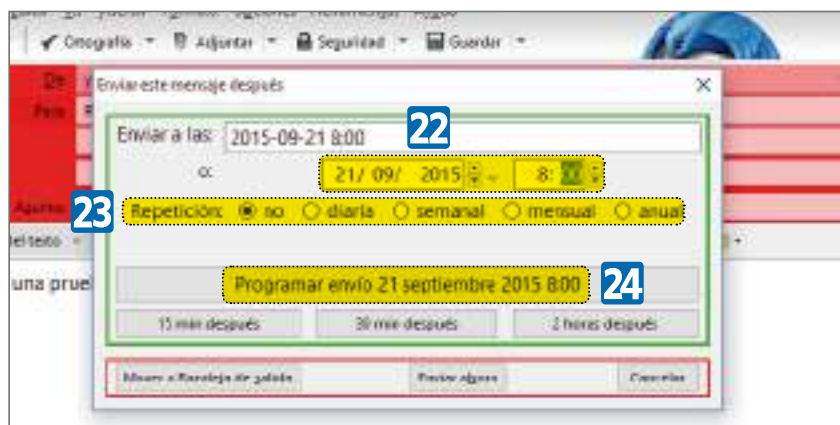 Ortografía Adjuntar Seguridad Guardar
De
Enviar este mensaje después
Para
Enviar a las: 2015-09-21 8:00
22
o: 21/ 09/ 2015 8:
23
Asunto
Repetición: no diaria semanal mensual anual
del texto
una prue
Programar envío 21 septiembre 2015 8:00
24
15 min después 30 min después 2 horas después
Mover a Bandeja de salida Enviar ahora Cancelar